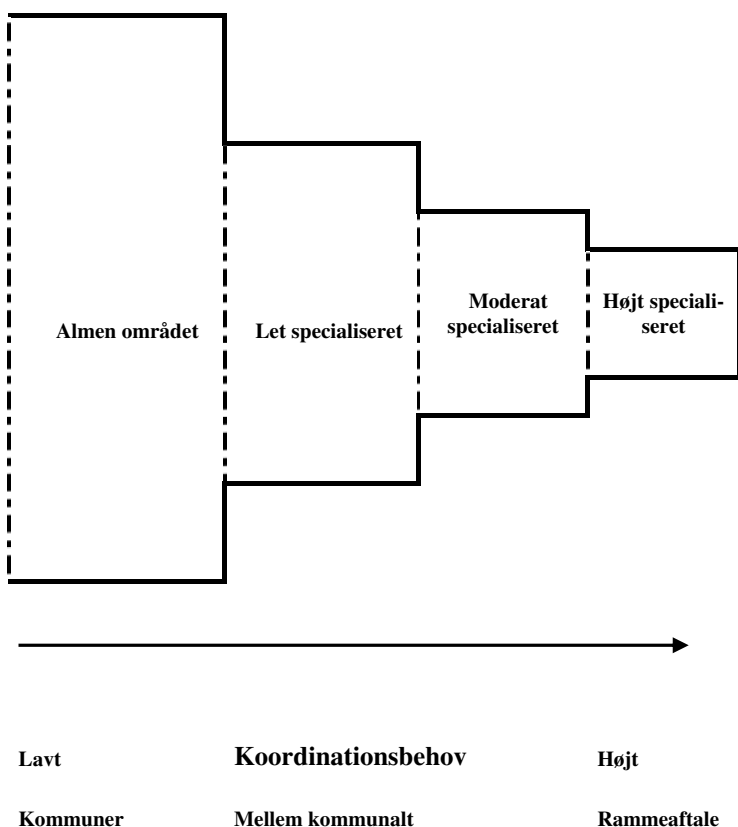 Almen området
Let specialiseret
Moderat
specialiseret
Højt speciali-
seret
Lavt
Koordinationsbehov
Højt
Kommuner
Mellem kommunalt
Rammeaftale